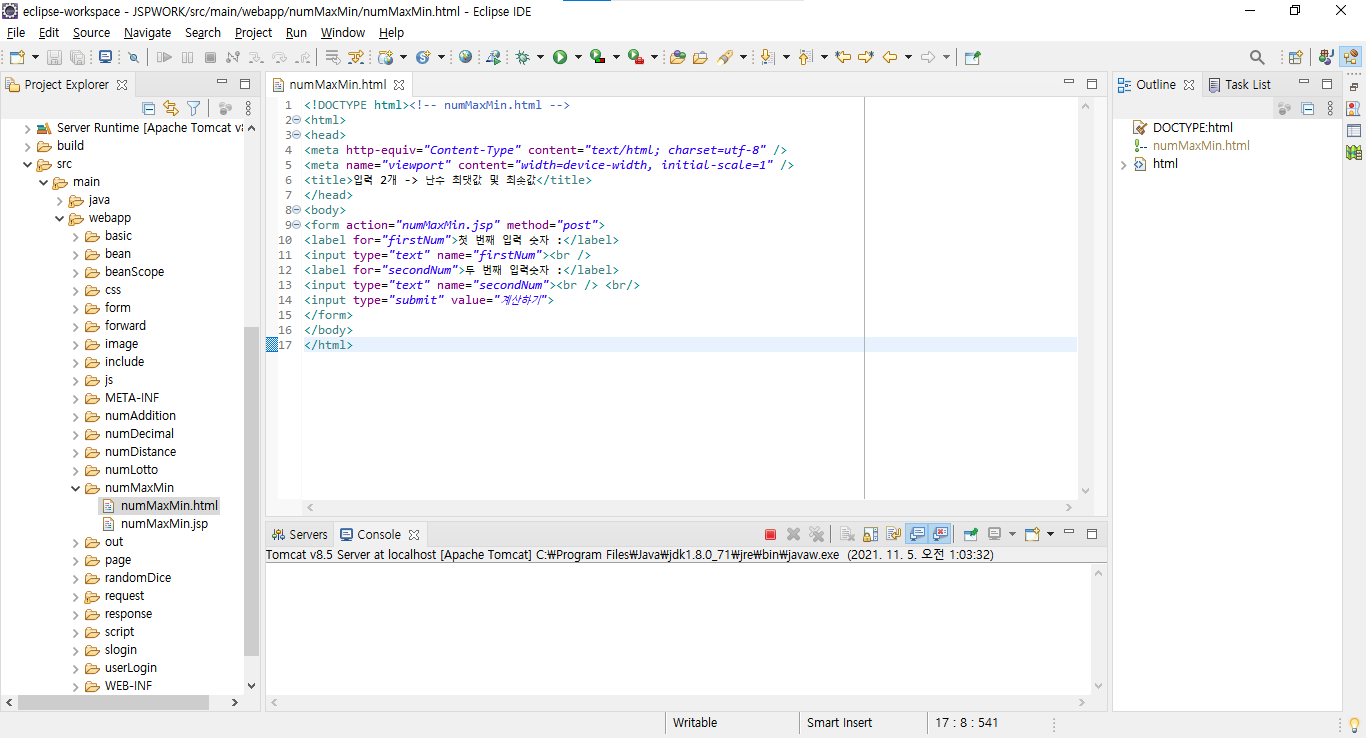 eclipse-workspace - JSPWORK/src/main/webapp/numMaxMin/numMaxMin.html - Eclipse IDE
File Edit Source Navigate Search Project Run Window Help
Project Explorer
Server Runtime [Apache Tomcat v8
build
src
main
java
webapp
basic
bean
beanScope
css
form
forward
image
include
js
META-INF
numAddition
numDecimal
numDistance
numLotto
numMaxMin
numMaxMin.html
numMaxMin.jsp
out
page
randomDice
request
response
script
slogin
userLogin
WEB-INF
numMaxMin.html
1 <!DOCTYPE html><!-- numMaxMin.html -->
2 <html>
3 <head>
4 <meta http-equiv="Content-Type" content="text/html; charset=utf-8" />
5 <meta name="viewport" content="width=device-width, initial-scale=1" />
6 <title>입력 2개 -> 난수 최댓값 및 최솟값</title>
7 </head>
8 <body>
9 <form action="numMaxMin.jsp" method="post">
10 <label for="firstNum">첫 번째 입력 숫자 :</label>
11 <input type="text" name="firstNum"><br />
12 <label for="secondNum">두 번째 입력숫자 :</label>
13 <input type="text" name="secondNum"><br /> <br/>
14 <input type="submit" value="계산하기">
15 </form>
16 </body>
17 </html>
Servers Console
Tomcat v8.5 Server at localhost [Apache Tomcat] C:₩Program Files₩Java₩jdk1.8.0_71₩jre₩bin₩javaw.exe (2021. 11. 5. 오전 1:03:32)
Outline Task List
DOCTYPE:html
numMaxMin.html
html
Writable Smart Insert 17 : 8 : 541